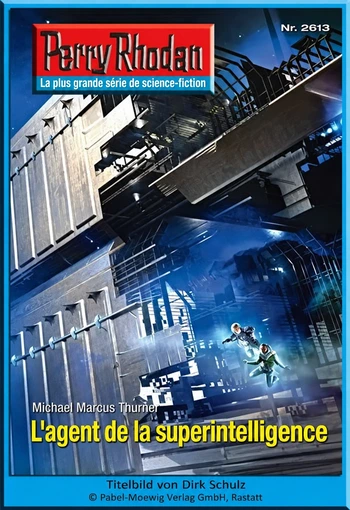 Nr. 2613
Perry Rhodan
La plus grande série de science-fiction
Michael Marcus Thurner
L'agent de la superintelligence
Titelbild von Dirk Schulz
© Pabel-Moewig Verlag GmbH, Rastatt